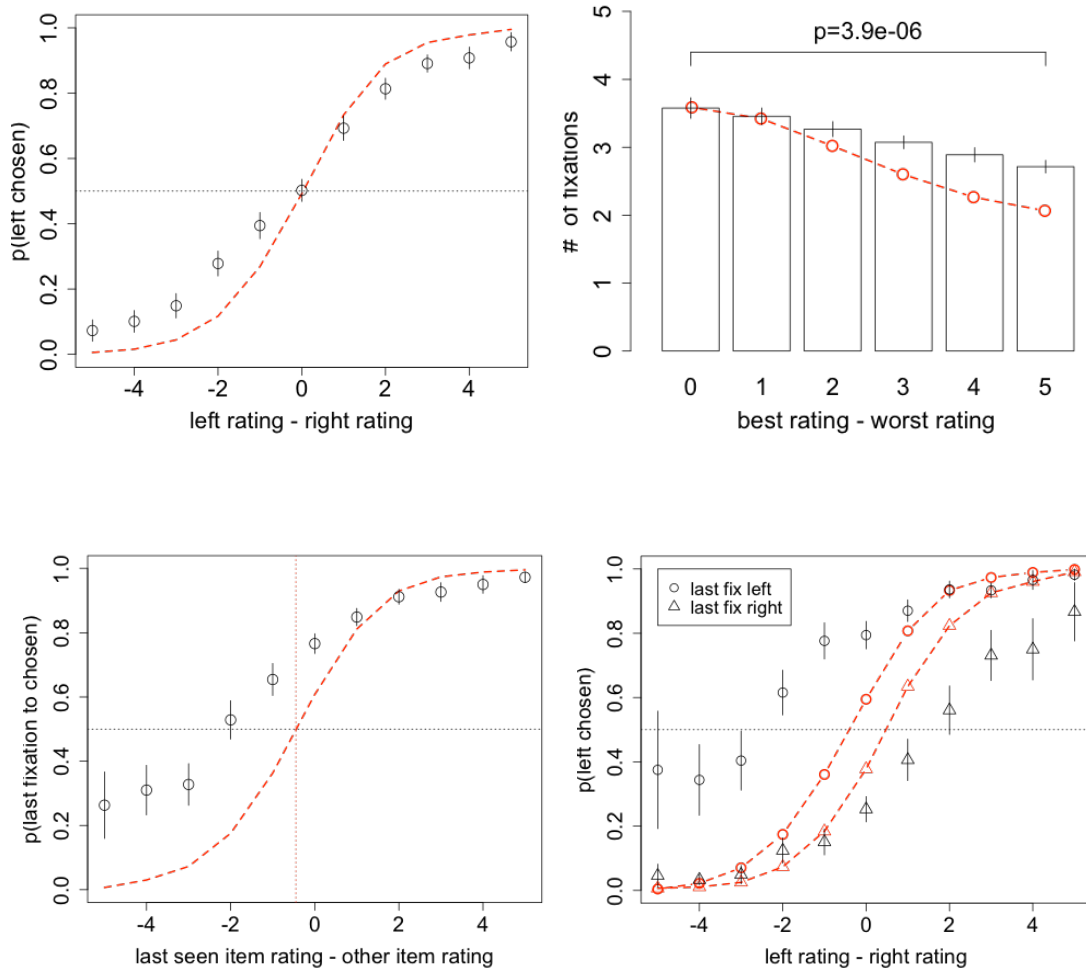 1.0
0.8
0.6
0.4
0.2
0.0
p(left chosen)
-4 -2 0 2 4
left rating - right rating
5
4
3
2
1
0
# of fixations
p=3.9e-06
0 1 2 3 4 5
best rating - worst rating
1.0
0.8
0.6
0.4
0.2
0.0
p(last fixation to chosen)
-4 -2 0 2 4
last seen item rating - other item rating
1.0
0.8
0.6
0.4
0.2
0.0
p(left chosen)
last fix left
last fix right
-4 -2 0 2 4
left rating - right rating